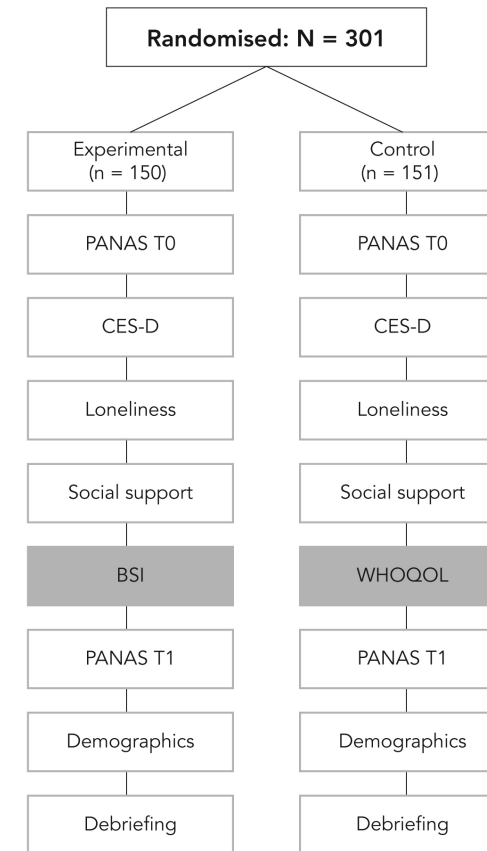 Randomised: N = 301
Experimental
(n = 150)
PANAS T0
CES-D
Loneliness
Social support
BSI
PANAS T1
Demographics
Debriefing
Control
(n = 151)
PANAS T0
CES-D
Loneliness
Social support
WHOQOL
PANAS T1
Demographics
Debriefing